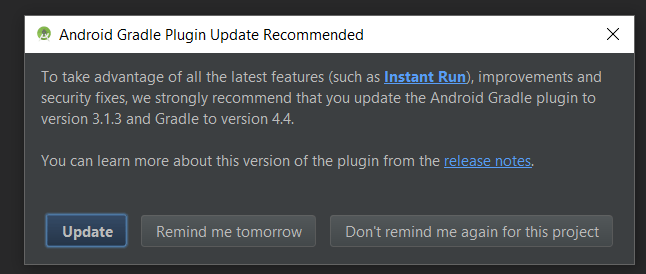 Android Gradle Plugin Update Recommended
To take advantage of all the latest features (such as Instant Run), improvements and
security fixes, we strongly recommend that you update the Android Gradle plugin to
version 3.1.3 and Gradle to version 4.4.
You can learn more about this version of the plugin from the release notes.
Update Remind me tomorrow Don't remind me again for this project